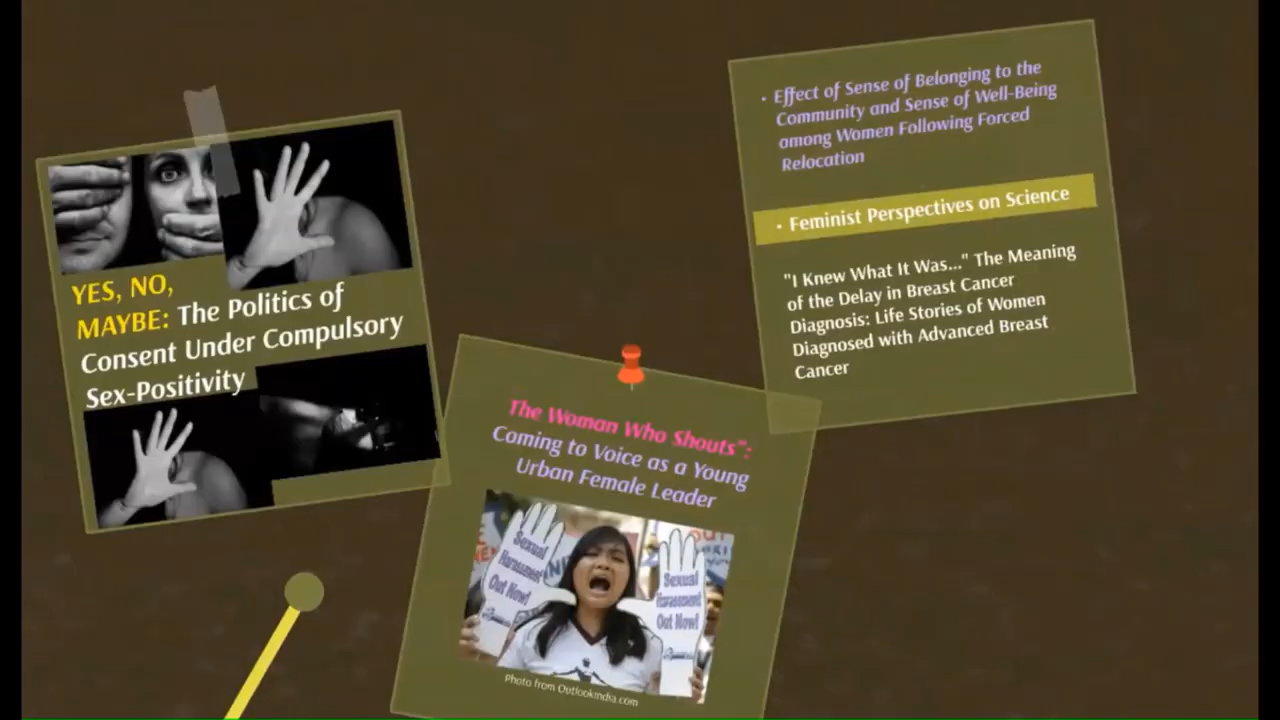 YES, NO,
MAYBE: The Politics of
Consent Under Compulsory
Sex-Positivity
The Woman Who Shouts":
Coming to Voice as a Young
Urban Female Leader
Sexual
Harassment
Out Now!
Sexual
Harassment
Out Now!
Photo from OutlookIndia.com
• Effect of Sense of Belonging to the
Community and Sense of Well-Being
among Women Following Forced
Relocation
• Feminist Perspectives on Science
"I Knew What It Was..." The Meaning
of the Delay in Breast Cancer
Diagnosis: Life Stories of Women
Diagnosed with Advanced Breast
Cancer